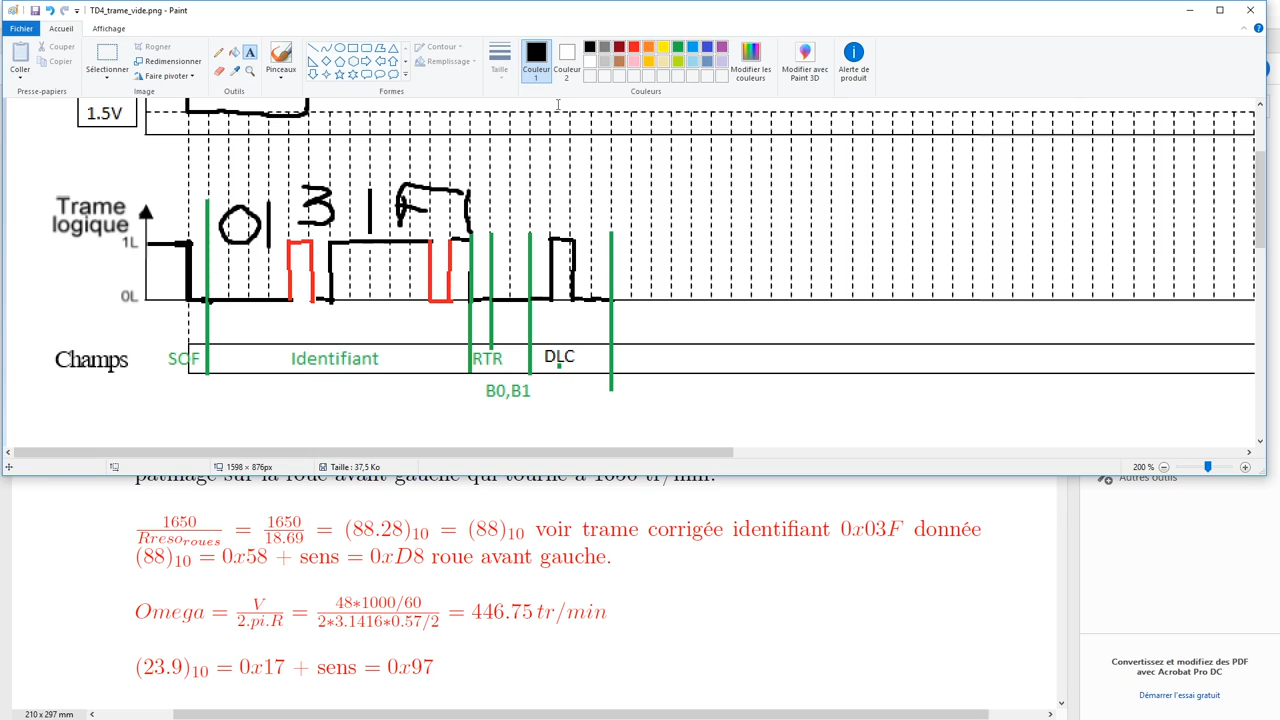 TD4_trame_vide.png - Paint
Fichier Accueil Affichage
Couper Rogner Contour
Copier Redimensionner Remplissage
Coller Sélectionner Faire pivoter Pinceaux Taille Couleur 1 Couleur 2 Modifier les couleurs Modifier avec Paint 3D Alerte de produit
Presse-papiers Image Outils Formes Couleurs
1.5V
Trame
logique
01 3 1F
1L
0L
Champs SOF Identifiant RTR DLC
B0,B1
1598 × 876px Taille : 37,5 Ko 200 %
patinage sur la roue avant gauche qui tourne à 1650 tr/min. Autres outils
1650/Rreso_roues = 1650/18.69 = (88.28)10 = (88)10 voir trame corrigée identifiant 0x03F donnée
(88)10 = 0x58 + sens = 0xD8 roue avant gauche.
Omega = V/2.pi.R = 48*1000/60/2*3.1416*0.57/2 = 446.75 tr/min
(23.9)10 = 0x17 + sens = 0x97
Convertissez et modifiez des PDF
avec Acrobat Pro DC
Démarrer l'essai gratuit
210 x 297 mm